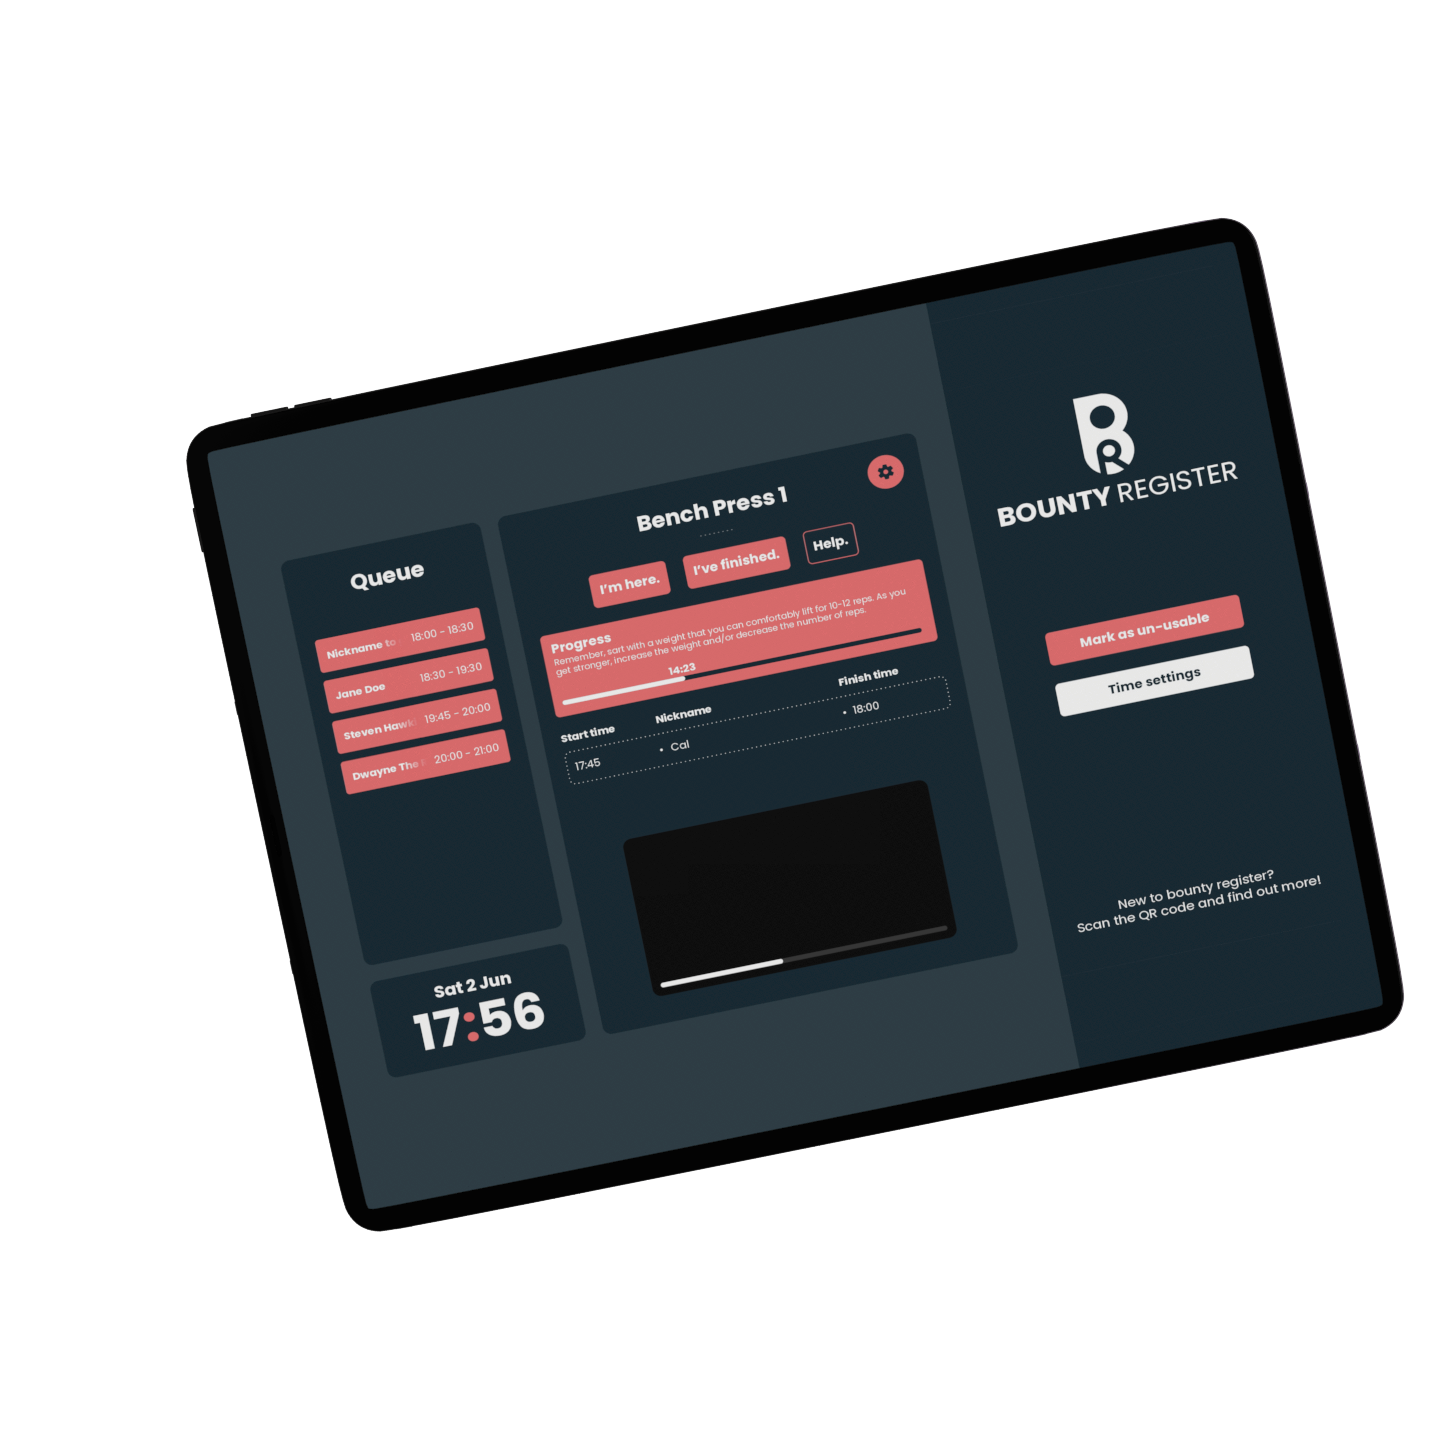 Queue
Nickname to 18:00 - 18:30
Jane Doe 18:30 - 19:30
Steven Hawk 19:45 - 20:00
Dwayne The 20:00 - 21:00
Sat 2 Jun
17:56
Bench Press 1
I'm here. I've finished. Help.
Progress
Remember, sart with a weight that you can comfortably lift for 10-12 reps. As you
get stronger, increase the weight and/or decrease the number of reps.
14:23
Start time Nickname Finish time
17:45 • Cal • 18:00
BR
BOUNTY REGISTER
Mark as un-usable
Time settings
New to bounty register?
Scan the QR code and find out more!